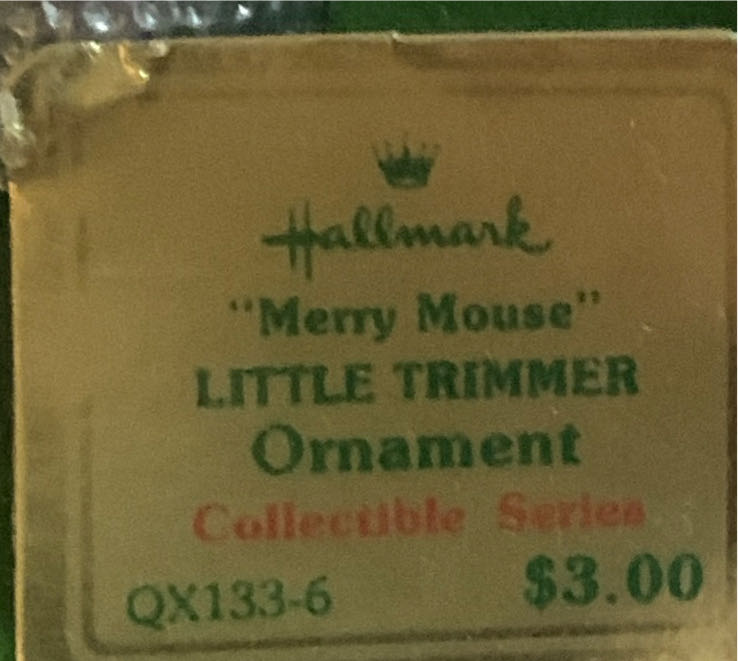 Hallmark
"Merry Mouse"
LITTLE TRIMMER
Ornament
Collectible Series
QX133-6 $3.00